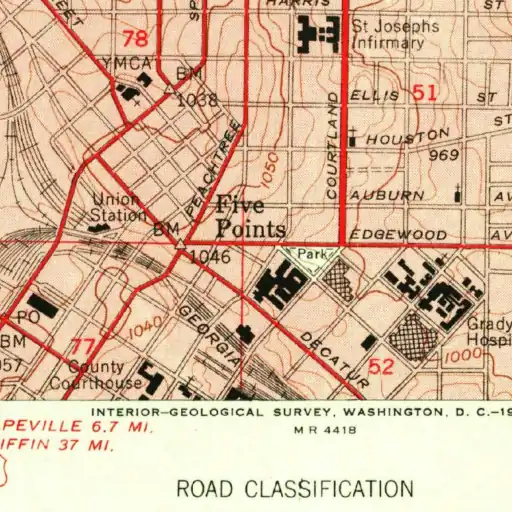 HARRIS
ST
St Josephs
Infirmary
78
YMCA
BM
1038
ELLIS 51 ST
COURTLAND
HOUSTON
ST
969
PEACHTREE
1050
AUBURN
Union
Station
Five
Points
BM
1046
EDGEWOOD
Park
PO
BM
1040
GEORGIA
DECATUR
77
County
Courthouse
52
Grady
1000
INTERIOR—GEOLOGICAL SURVEY, WASHINGTON, D. C.—
6.7 MI.
37 MI.
M R 4418
ROAD CLASSIFICATION